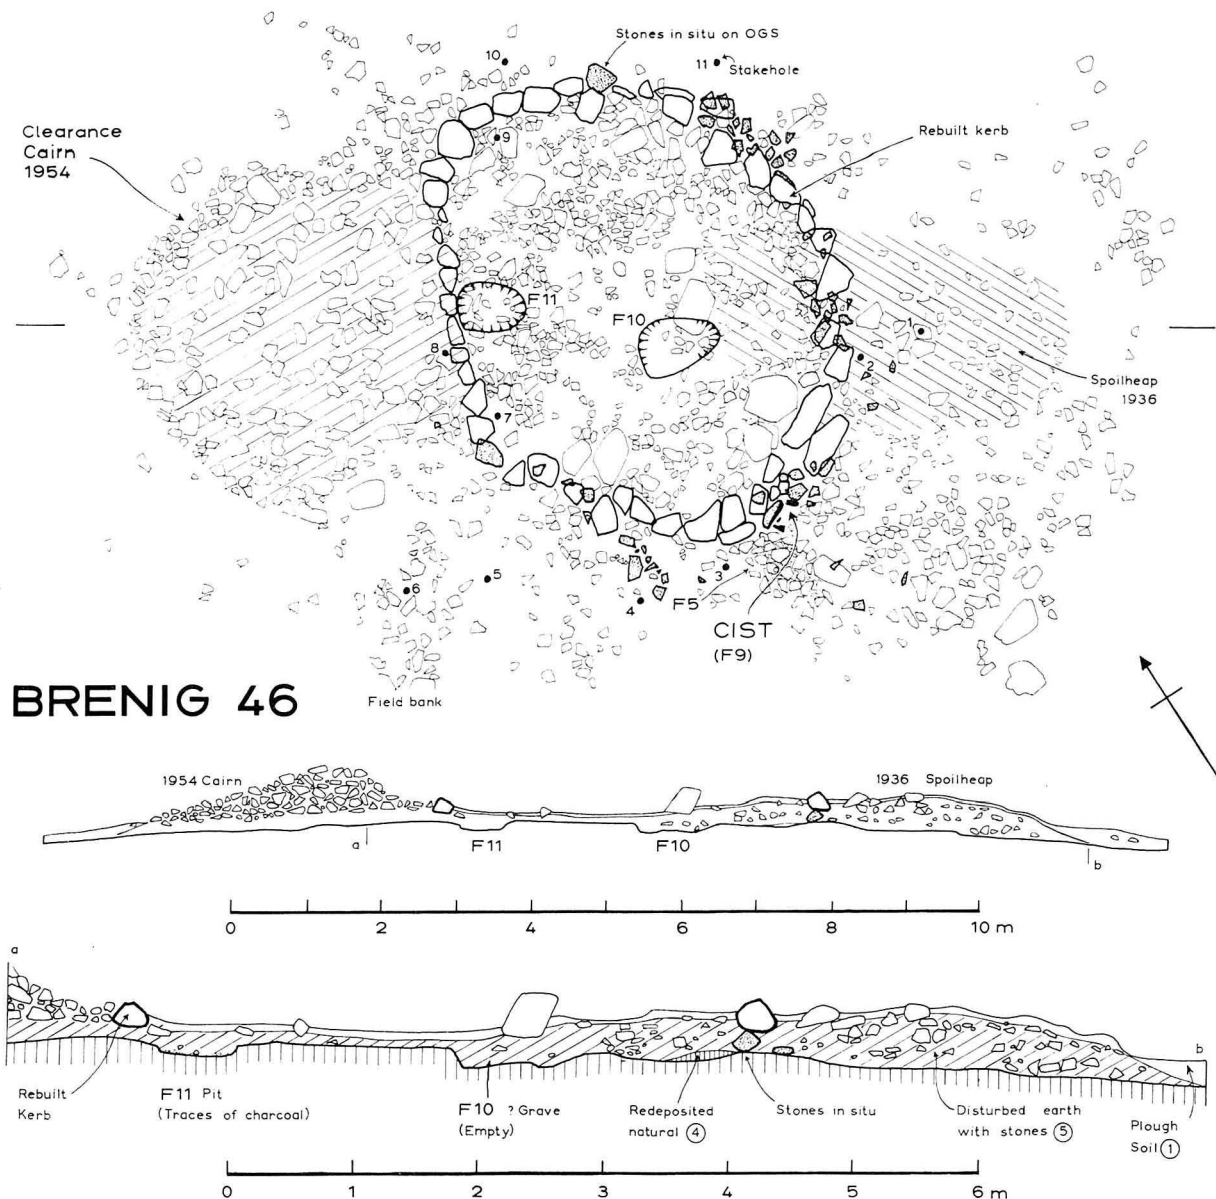 Stones in situ on OGS
10
11
Stakehole
Clearance
Cairn
1954
9
Rebuilt kerb
F11
F10
1
8
2
Spoilheap
1936
7
5
3
6
4
F5
CIST
(F9)
BRENIG 46
Field bank
1954 Cairn
1936 Spoilheap
a
F11
F10
b
0 2 4 6 8 10 m
a
b
Rebuilt
Kerb
F11 Pit
(Traces of charcoal)
F10 ? Grave
(Empty)
Redeposited
natural ④
Stones in situ
Disturbed earth
with stones ⑤
Plough
Soil ①
0 1 2 3 4 5 6 m